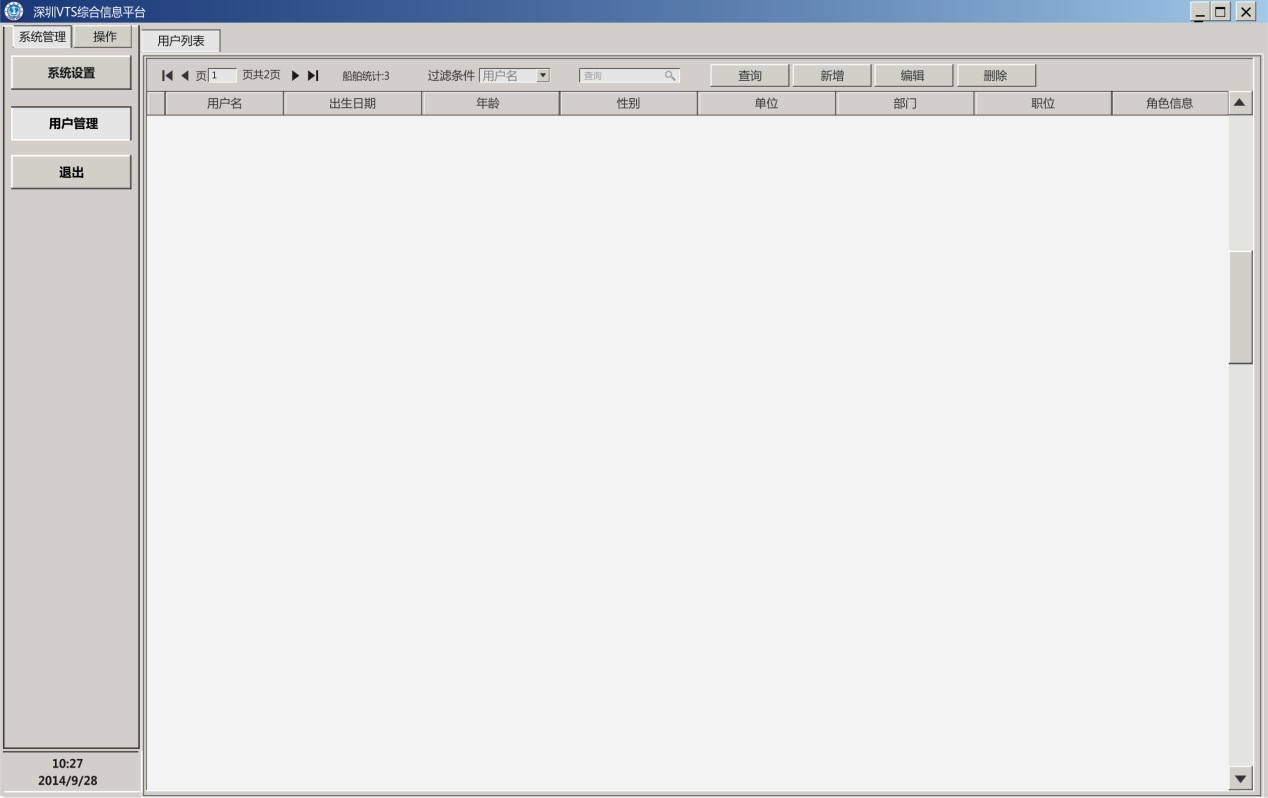 深圳VTS综合信息平台
系统管理 操作
用户列表
系统设置
用户管理
退出
页 1 页共2页 船舶统计:3 过滤条件 用户名 查询 查询 新增 编辑 删除
用户名 出生日期 年龄 性别 单位 部门 职位 角色信息
10:27
2014/9/28